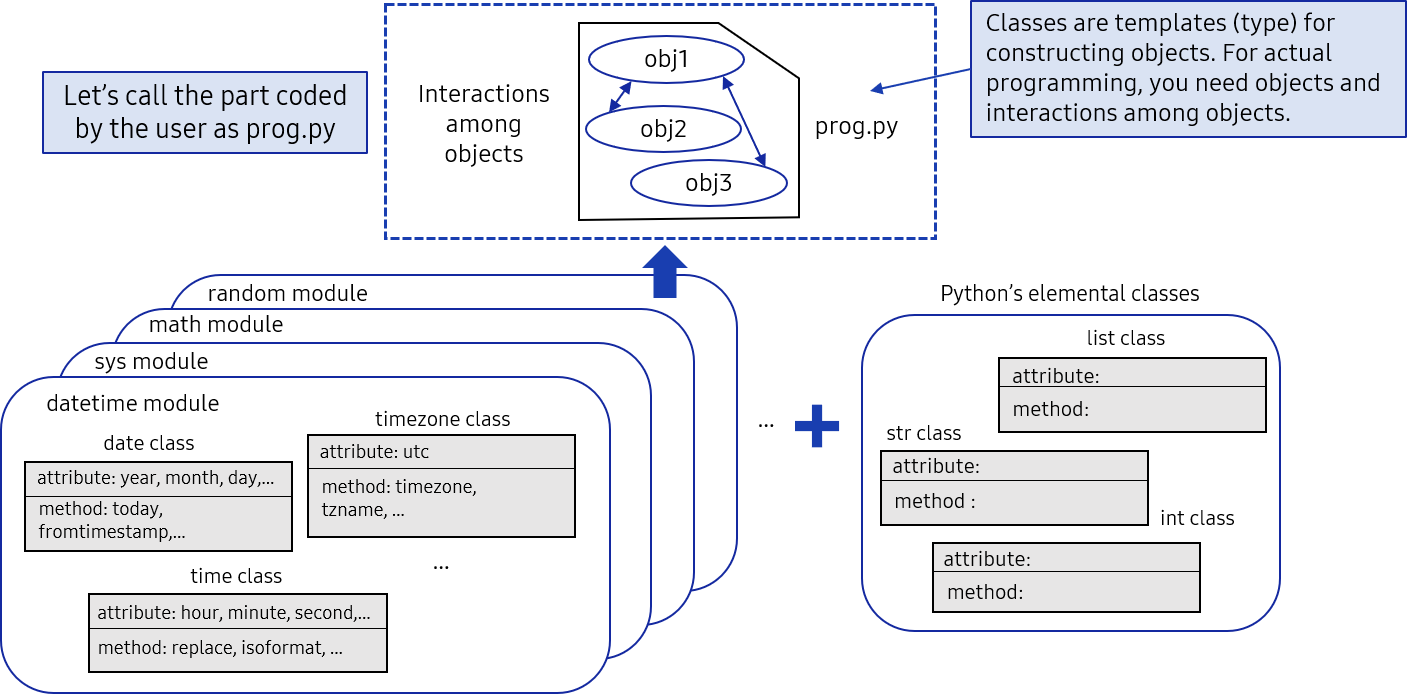 Let’s call the part coded
by the user as prog.py
Interactions
among
objects
obj1
obj2
obj3
prog.py
Classes are templates (type) for
constructing objects. For actual
programming, you need objects and
interactions among objects.
random module
math module
sys module
datetime module
date class
attribute: year, month, day,...
method: today,
fromtimestamp,...
timezone class
attribute: utc
method: timezone,
tzname, ...
...
time class
attribute: hour, minute, second,...
method: replace, isoformat, ...
...
Python’s elemental classes
list class
attribute:
method:
str class
attribute:
method :
int class
attribute:
method: